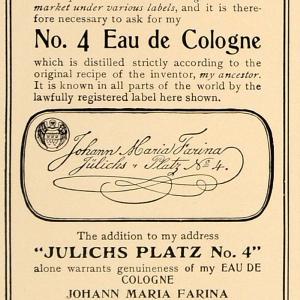 market under various labels, and it is there-
fore necessary to ask for my
No. 4 Eau de Cologne
which is distilled strictly according to the
original recipe of the inventor, my ancestor.
It is known in all parts of the world by the
lawfully registered label here shown.
Johann Maria Farina
Jülichs Platz No 4.
The addition to my address
"JULICHS PLATZ No. 4"
alone warrants genuineness of my EAU DE
COLOGNE
JOHANN MARIA FARINA